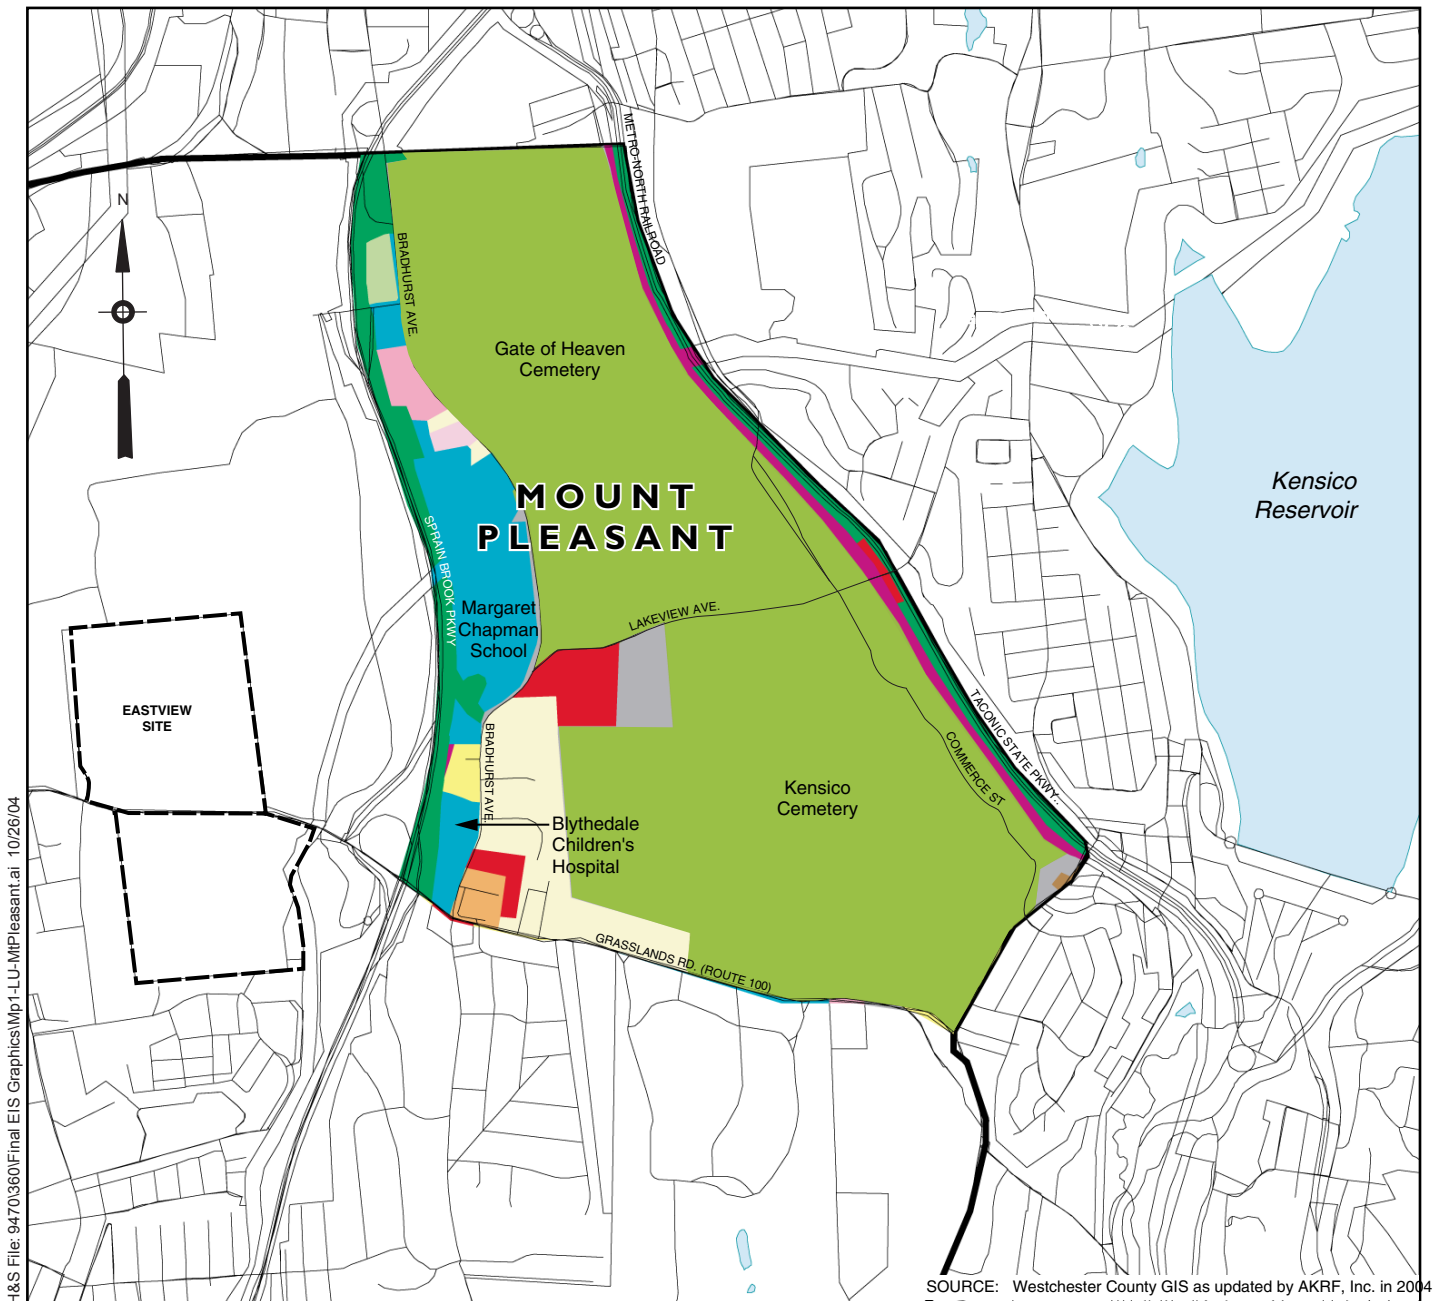 METRO-NORTH RAILROAD
N
BRADHURST AVE.
Gate of Heaven
Cemetery
Kensico
Reservoir
MOUNT
PLEASANT
SPRAIN BROOK PKWY
Margaret
Chapman
School
LAKEVIEW AVE.
EASTVIEW
SITE
TACONIC STATE PKWY.
BRADHURST AVE.
COMMERCE ST
Kensico
Cemetery
Blythedale
Children's
Hospital
GRASSLANDS RD. (ROUTE 100)
H&S File: 9470\360\Final EIS Graphics\Mp1-LU-MtPleasant.ai 10/26/04
SOURCE: Westchester County GIS as updated by AKRF, Inc. in 2004